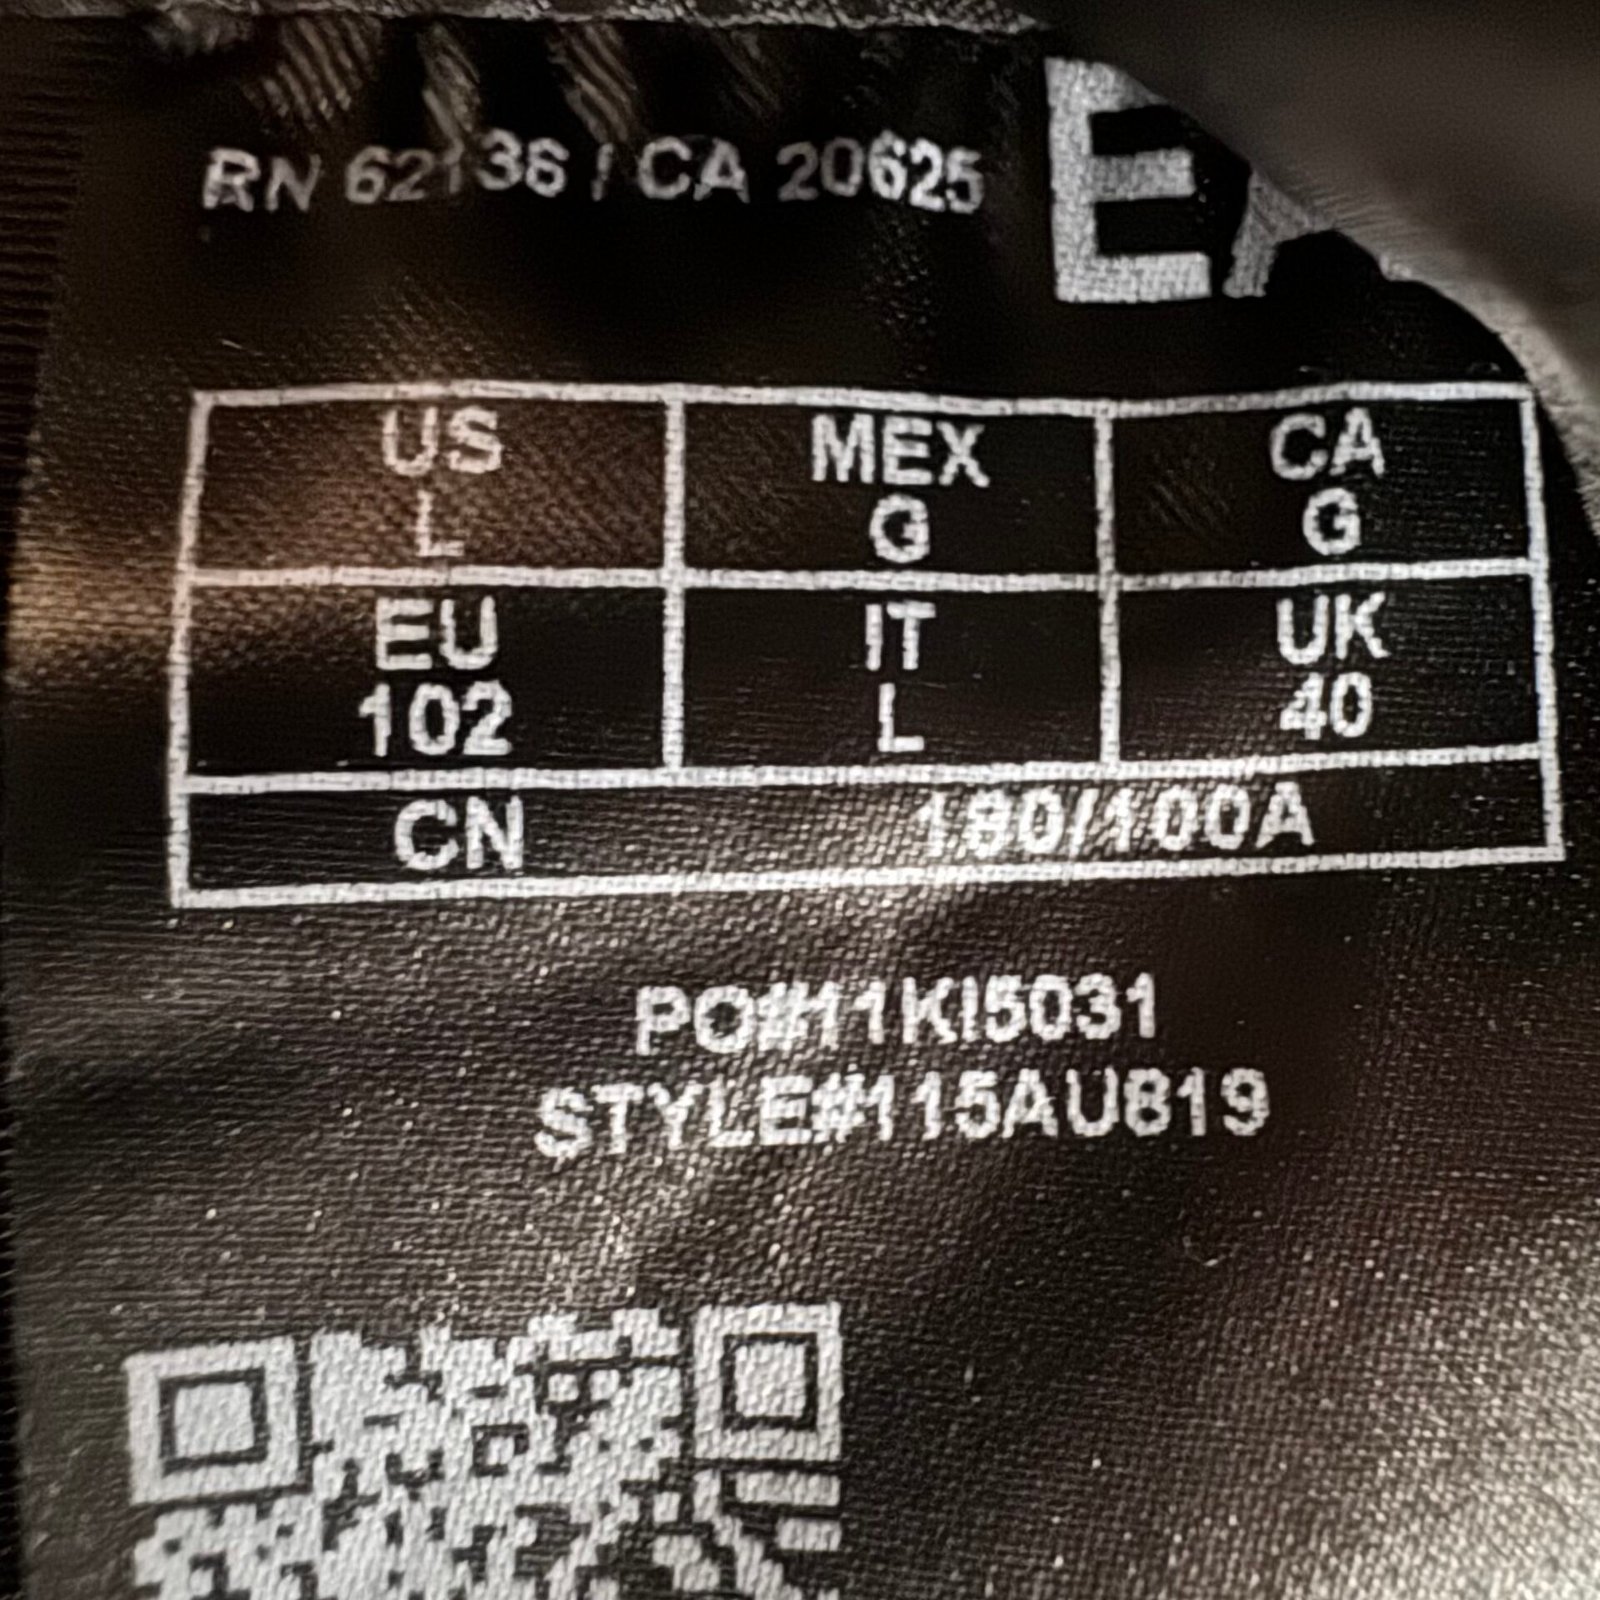 RN 62136 / CA 20625
US MEX CA
L G G
EU IT UK
102 L 40
CN 180/100A
PO#11KI5031
STYLE#115AU819